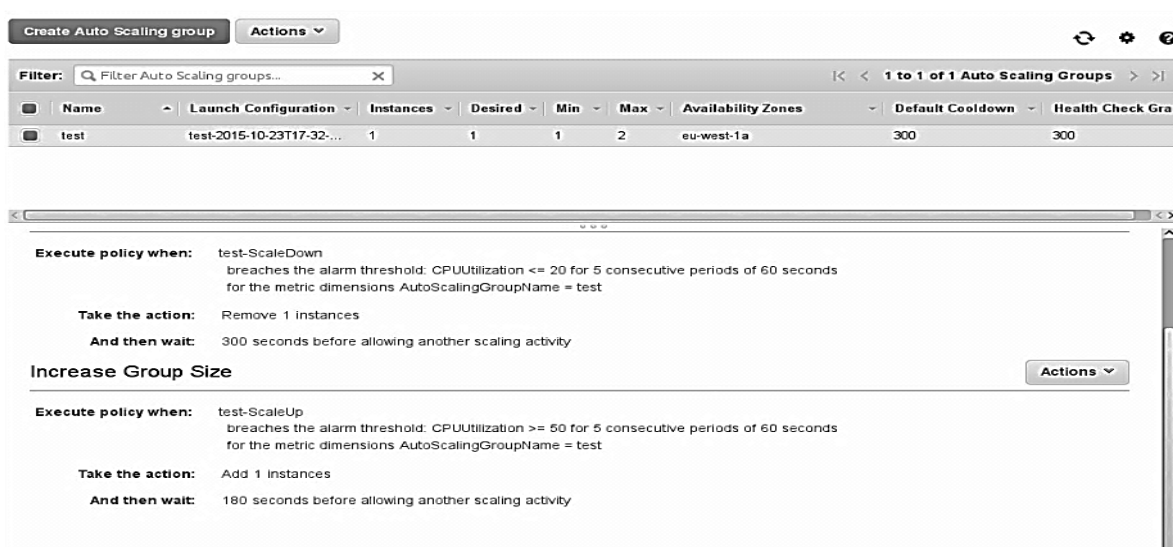 Create Auto Scaling group Actions
Filter: Filter Auto Scaling groups... 1 to 1 of 1 Auto Scaling Groups
Name Launch Configuration Instances Desired Min Max Availability Zones Default Cooldown Health Check Gra
test test-2015-10-23T17-32-... 1 1 1 2 eu-west-1a 300 300
Execute policy when: test-ScaleDown
breaches the alarm threshold: CPUUtilization <= 20 for 5 consecutive periods of 60 seconds
for the metric dimensions AutoScalingGroupName = test
Take the action: Remove 1 instances
And then wait: 300 seconds before allowing another scaling activity
Increase Group Size Actions
Execute policy when: test-ScaleUp
breaches the alarm threshold: CPUUtilization >= 50 for 5 consecutive periods of 60 seconds
for the metric dimensions AutoScalingGroupName = test
Take the action: Add 1 instances
And then wait: 180 seconds before allowing another scaling activity